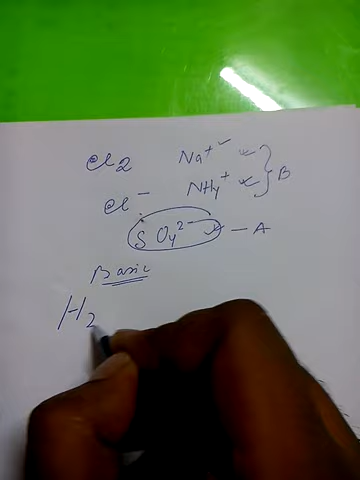 Cl2 Na+
Cl- NH4+ } B
SO4 2- - A
Basic
H2